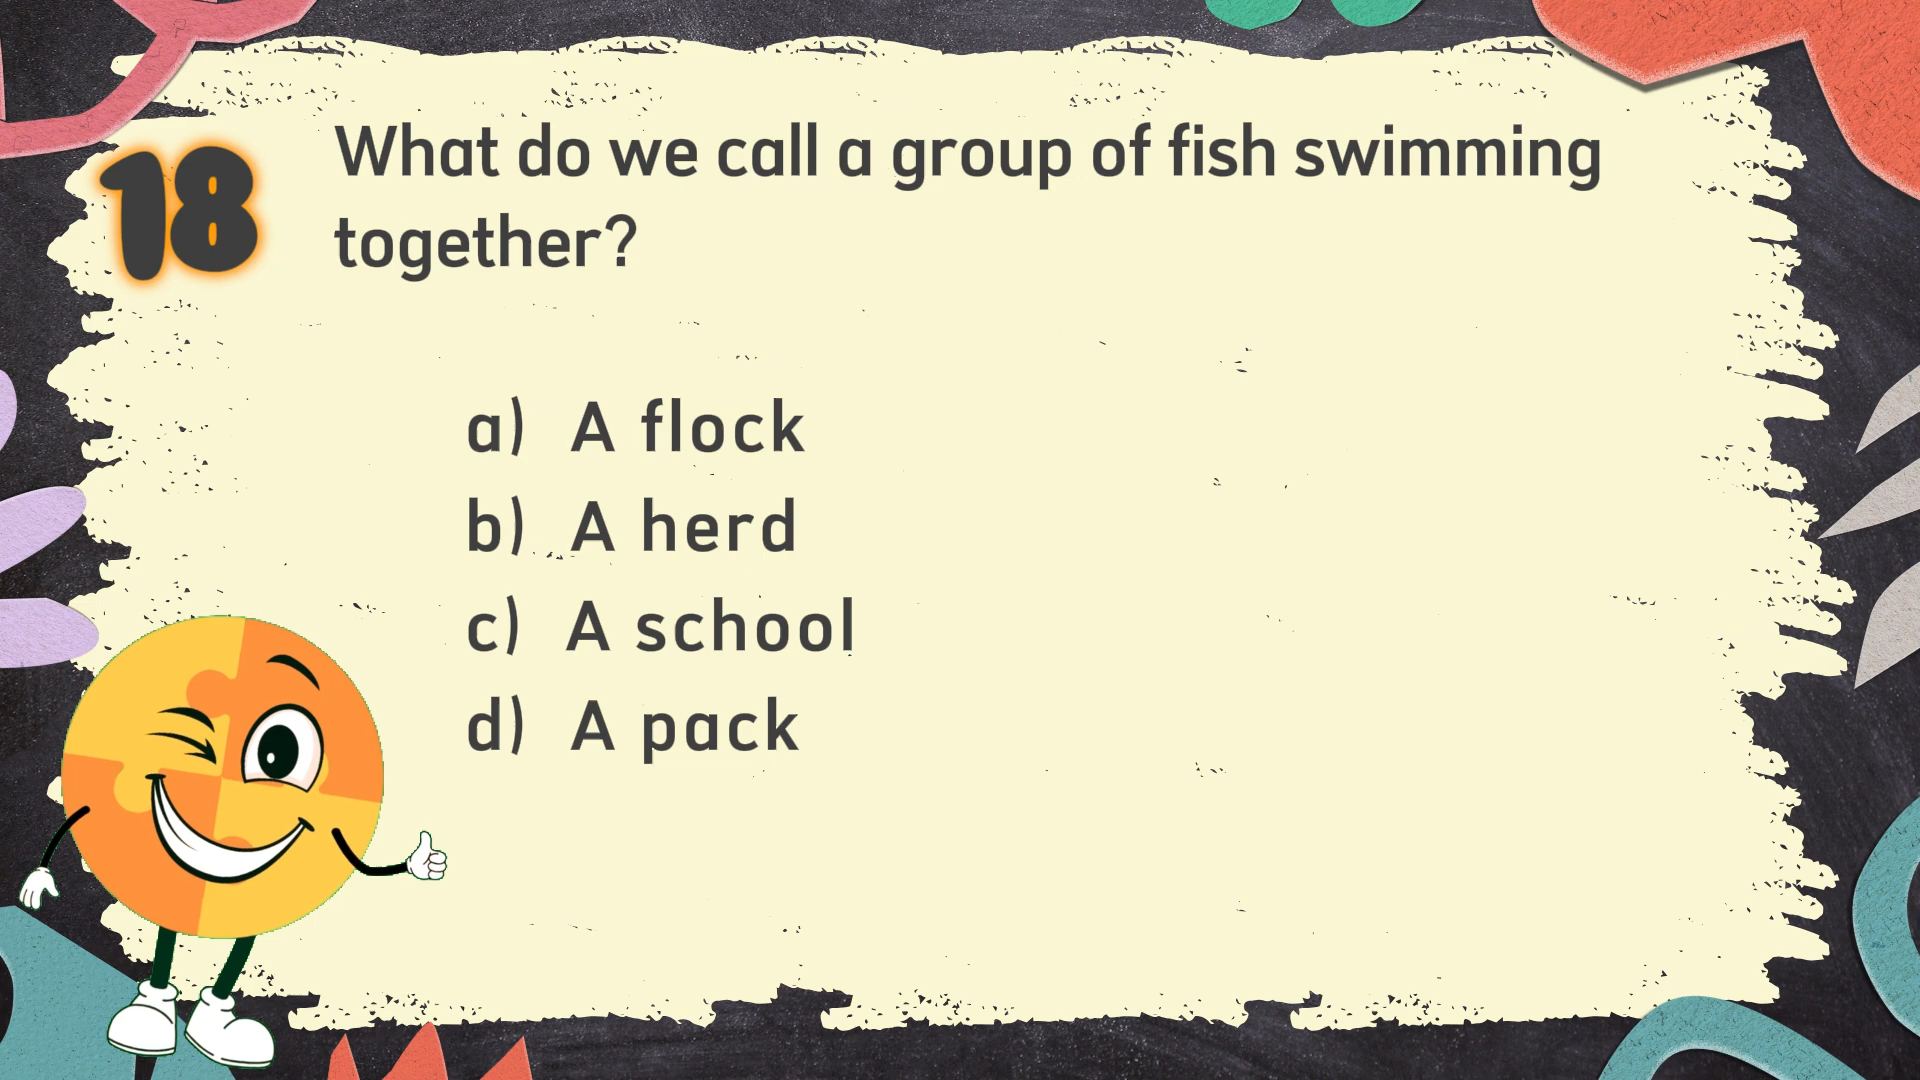 18
What do we call a group of fish swimming
together?
a) A flock
b) A herd
c) A school
d) A pack